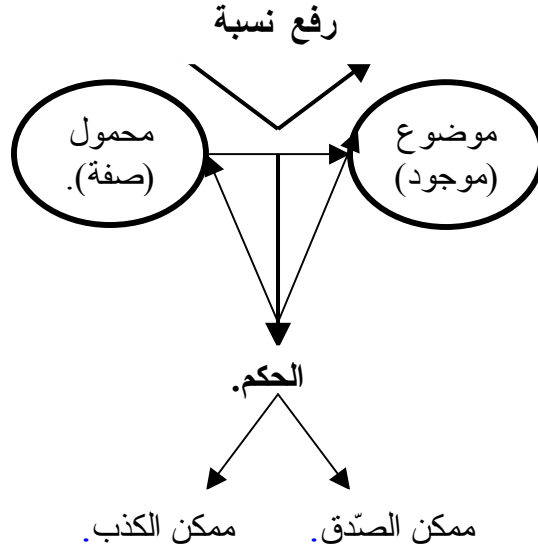 رفع نسبة
موضوع
(موجود)
محمول
(صفة).
الحكم.
ممكن الصّدق.
ممكن الكذب.